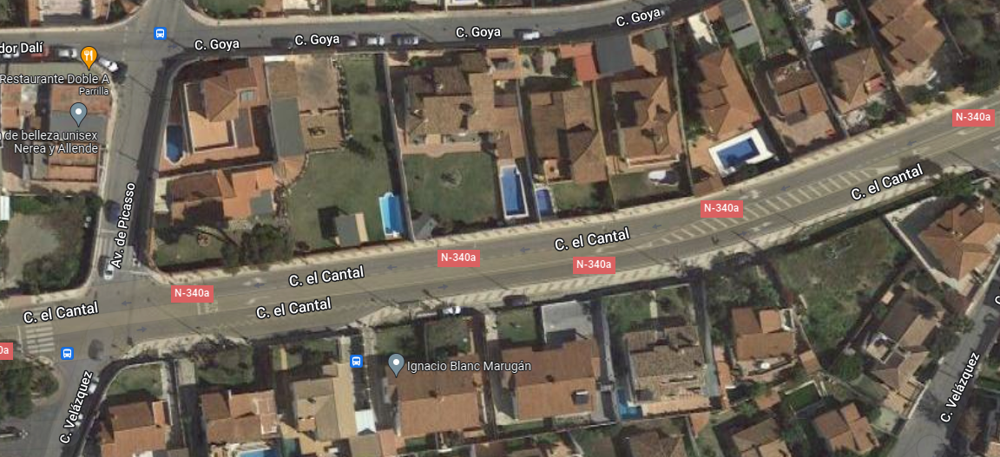 C. Goya
C. Goya
C. Goya
C. Goya
dor Dalí
Restaurante Doble A
Parrilla
de belleza unisex
Nerea y Allende
Av. de Picasso
N-340a
C. el Cantal
N-340a
C. el Cantal
N-340a
N-340a
C. el Cantal
N-340a
C. el Cantal
C. el Cantal
0a
Ignacio Blanc Marugán
C. Velázquez
C. Velázquez
C